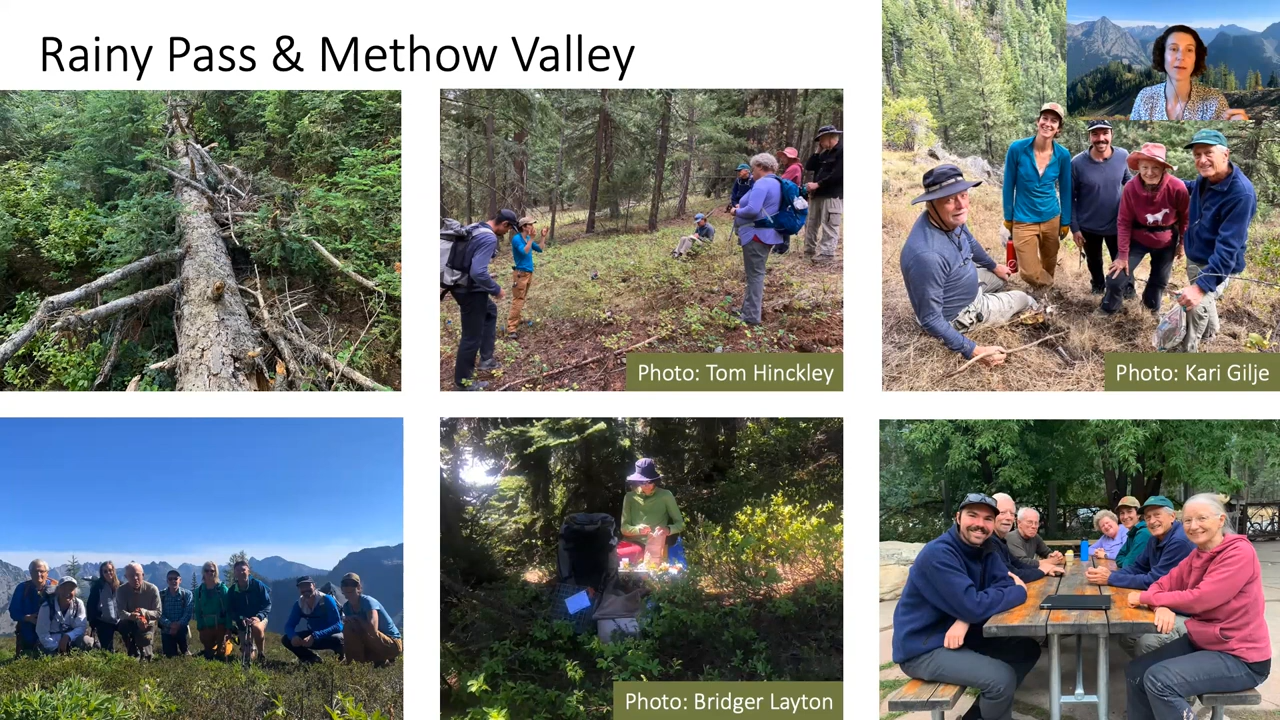 Rainy Pass & Methow Valley
Photo: Tom Hinckley
Photo: Kari Gilje
Photo: Bridger Layton